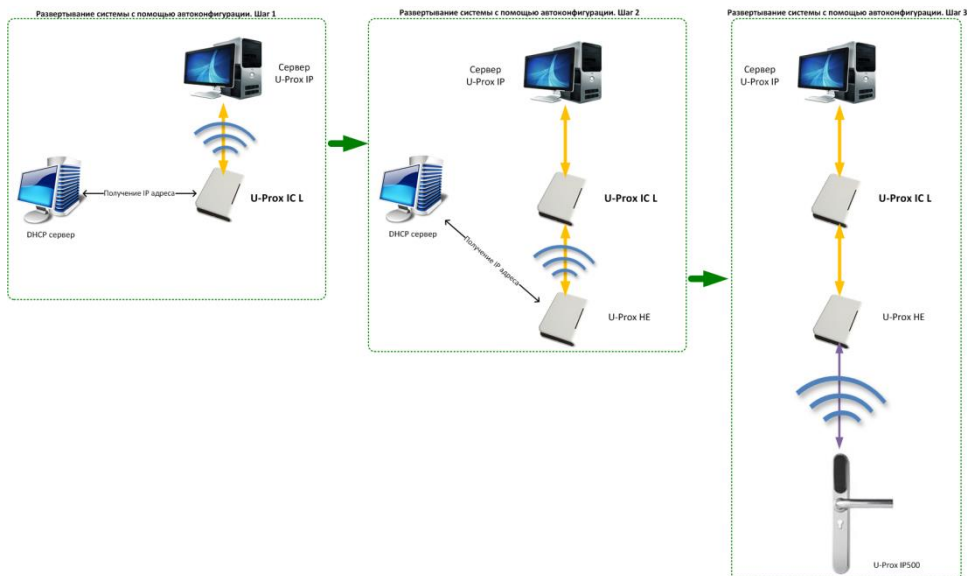 Развертывание системы с помощью автоконфигурации. Шаг 1
Сервер
U-Prox IP
Получение IP адреса
U-Prox IC L
DHCP сервер
Развертывание системы с помощью автоконфигурации. Шаг 2
Сервер
U-Prox IP
U-Prox IC L
DHCP сервер
Получение IP адреса
U-Prox HE
Развертывание системы с помощью автоконфигурации. Шаг 3
Сервер
U-Prox IP
U-Prox IC L
U-Prox HE
U-Prox IP500